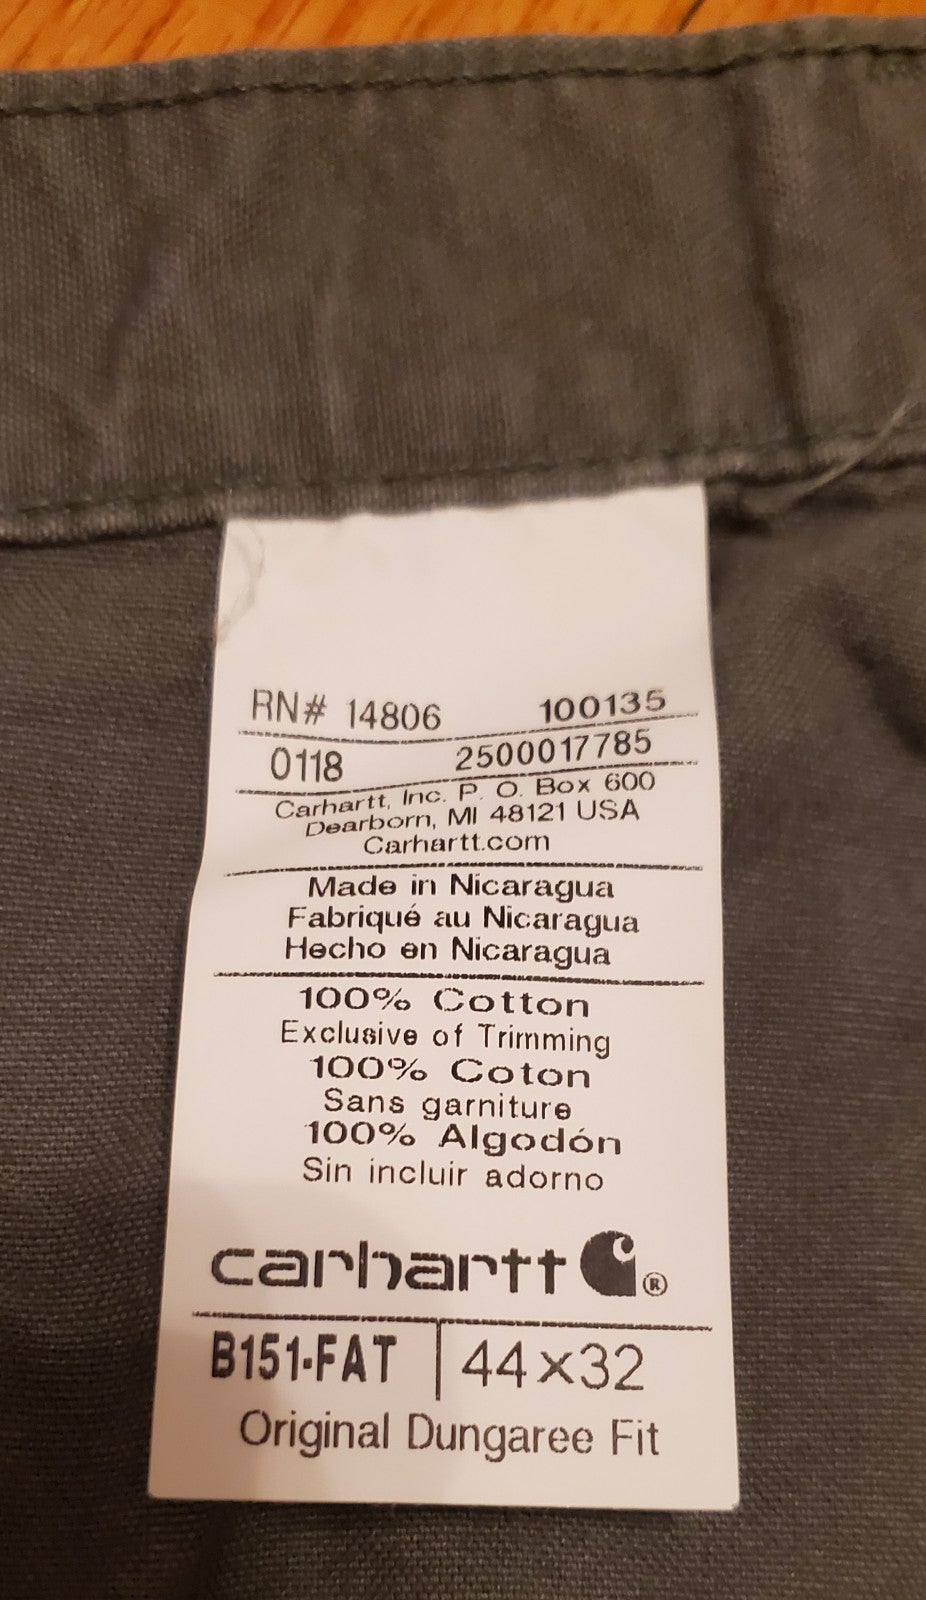 RN# 14806 100135
0118 2500017785
Carhartt, Inc. P. O. Box 600
Dearborn, MI 48121 USA
Carhartt.com
Made in Nicaragua
Fabriqué au Nicaragua
Hecho en Nicaragua
100% Cotton
Exclusive of Trimming
100% Coton
Sans garniture
100% Algodón
Sin incluir adorno
carhartt ®
B151-FAT 44x32
Original Dungaree Fit